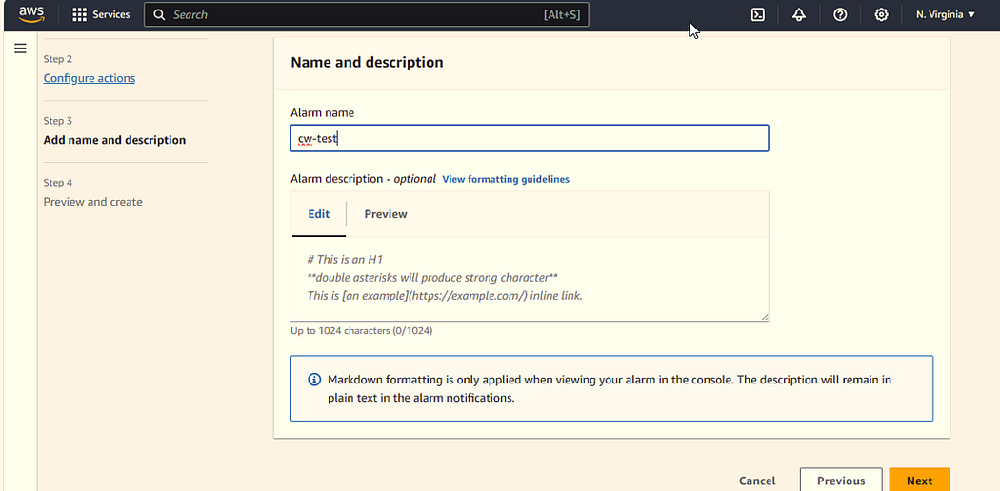 aws
Services
Search
[Alt+S]
N. Virginia
Step 2
Configure actions
Step 3
Add name and description
Step 4
Preview and create
Name and description
Alarm name
cw-test
Alarm description - optional View formatting guidelines
Edit
Preview
# This is an H1
**double asterisks will produce strong character**
This is [an example](https://example.com/) inline link.
Up to 1024 characters (0/1024)
Markdown formatting is only applied when viewing your alarm in the console. The description will remain in
plain text in the alarm notifications.
Cancel
Previous
Next